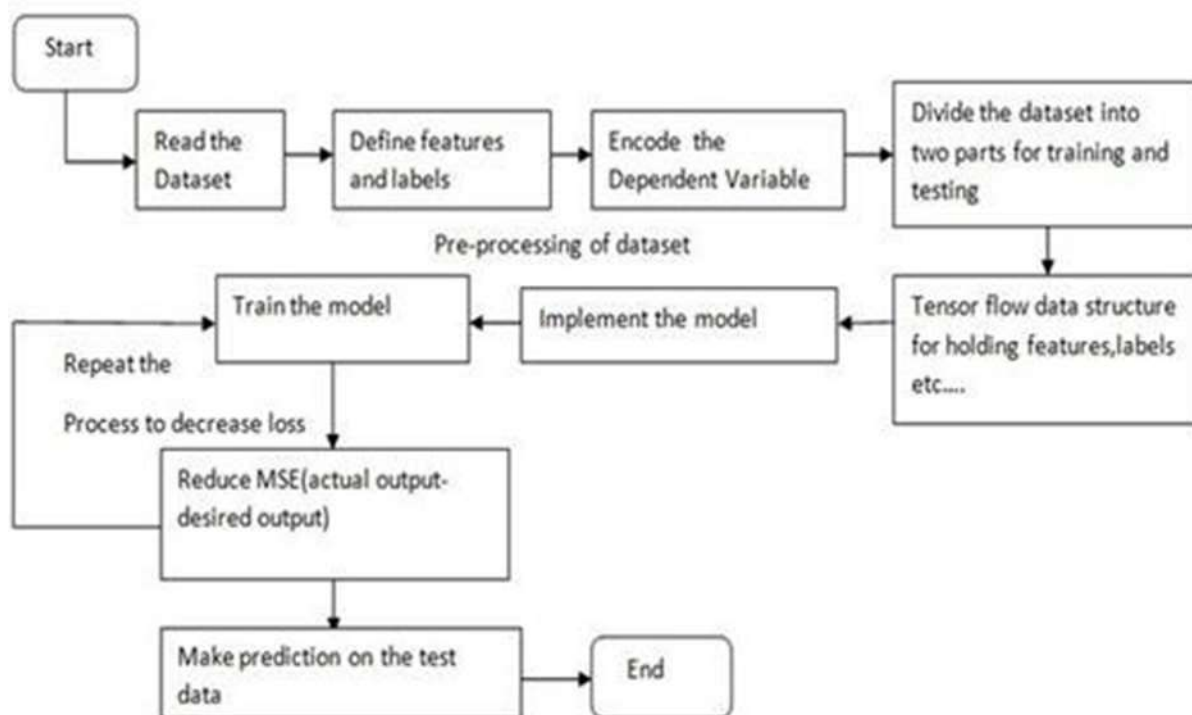 Start
Read the
Dataset
Define features
and labels
Encode the
Dependent Variable
Divide the dataset into
two parts for training and
testing
Pre-processing of dataset
Tensor flow data structure
for holding features,labels
etc....
Implement the model
Train the model
Repeat the
Process to decrease loss
Reduce MSE(actual output-
desired output)
Make prediction on the test
data
End